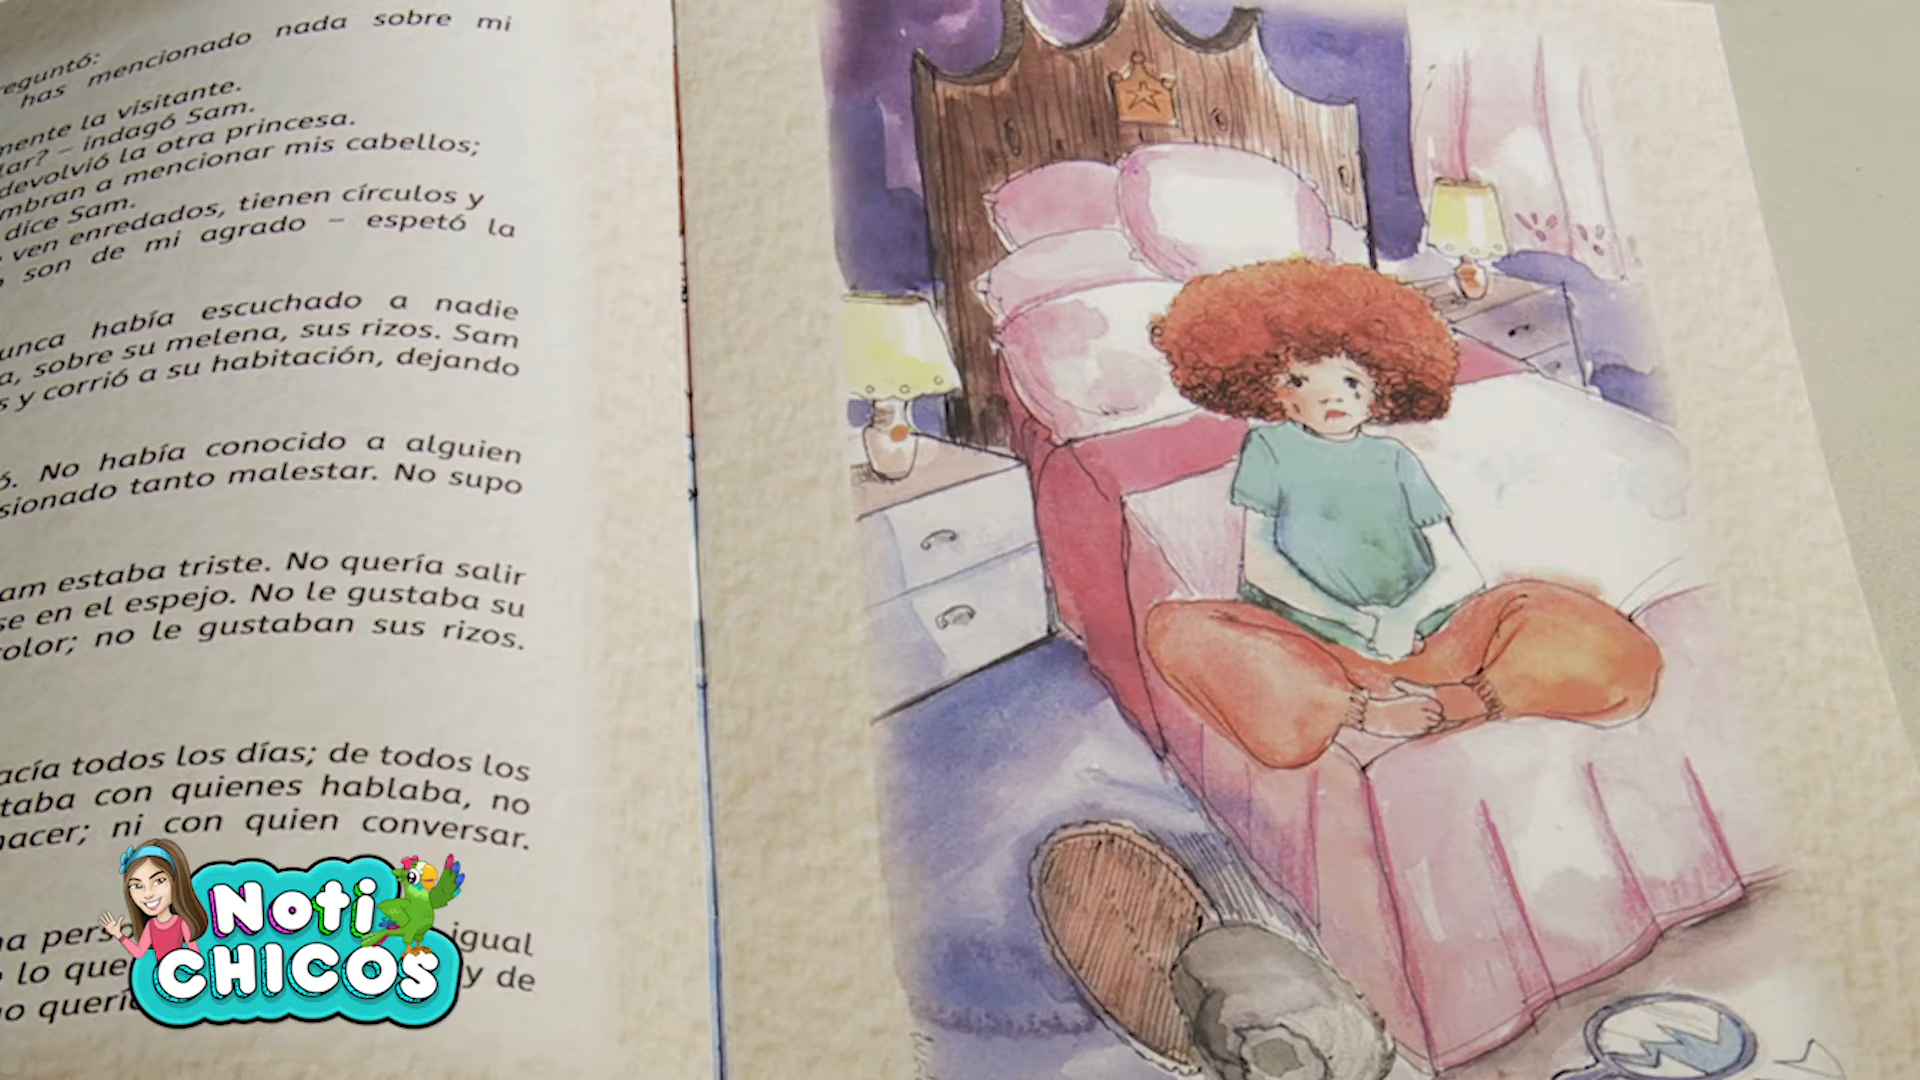 reguntó:
has mencionado nada sobre mi
mente la visitante.
lar? – indagó Sam.
devolvió la otra princesa.
mbran a mencionar mis cabellos;
dice Sam.
ven enredados, tienen círculos y
son de mi agrado – espetó la
unca había escuchado a nadie
a, sobre su melena, sus rizos. Sam
s y corrió a su habitación, dejando
ó. No había conocido a alguien
sionado tanto malestar. No supo
am estaba triste. No quería salir
se en el espejo. No le gustaba su
olor; no le gustaban sus rizos.
acía todos los días; de todos los
taba con quienes hablaba, no
hacer; ni con quien conversar.
na igual
lo que y de
no
Noti
CHICOS